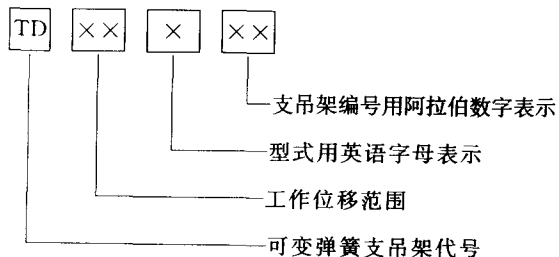 TD ×× × ××
支吊架编号用阿拉伯数字表示
型式用英语字母表示
工作位移范围
可变弹簧支吊架代号